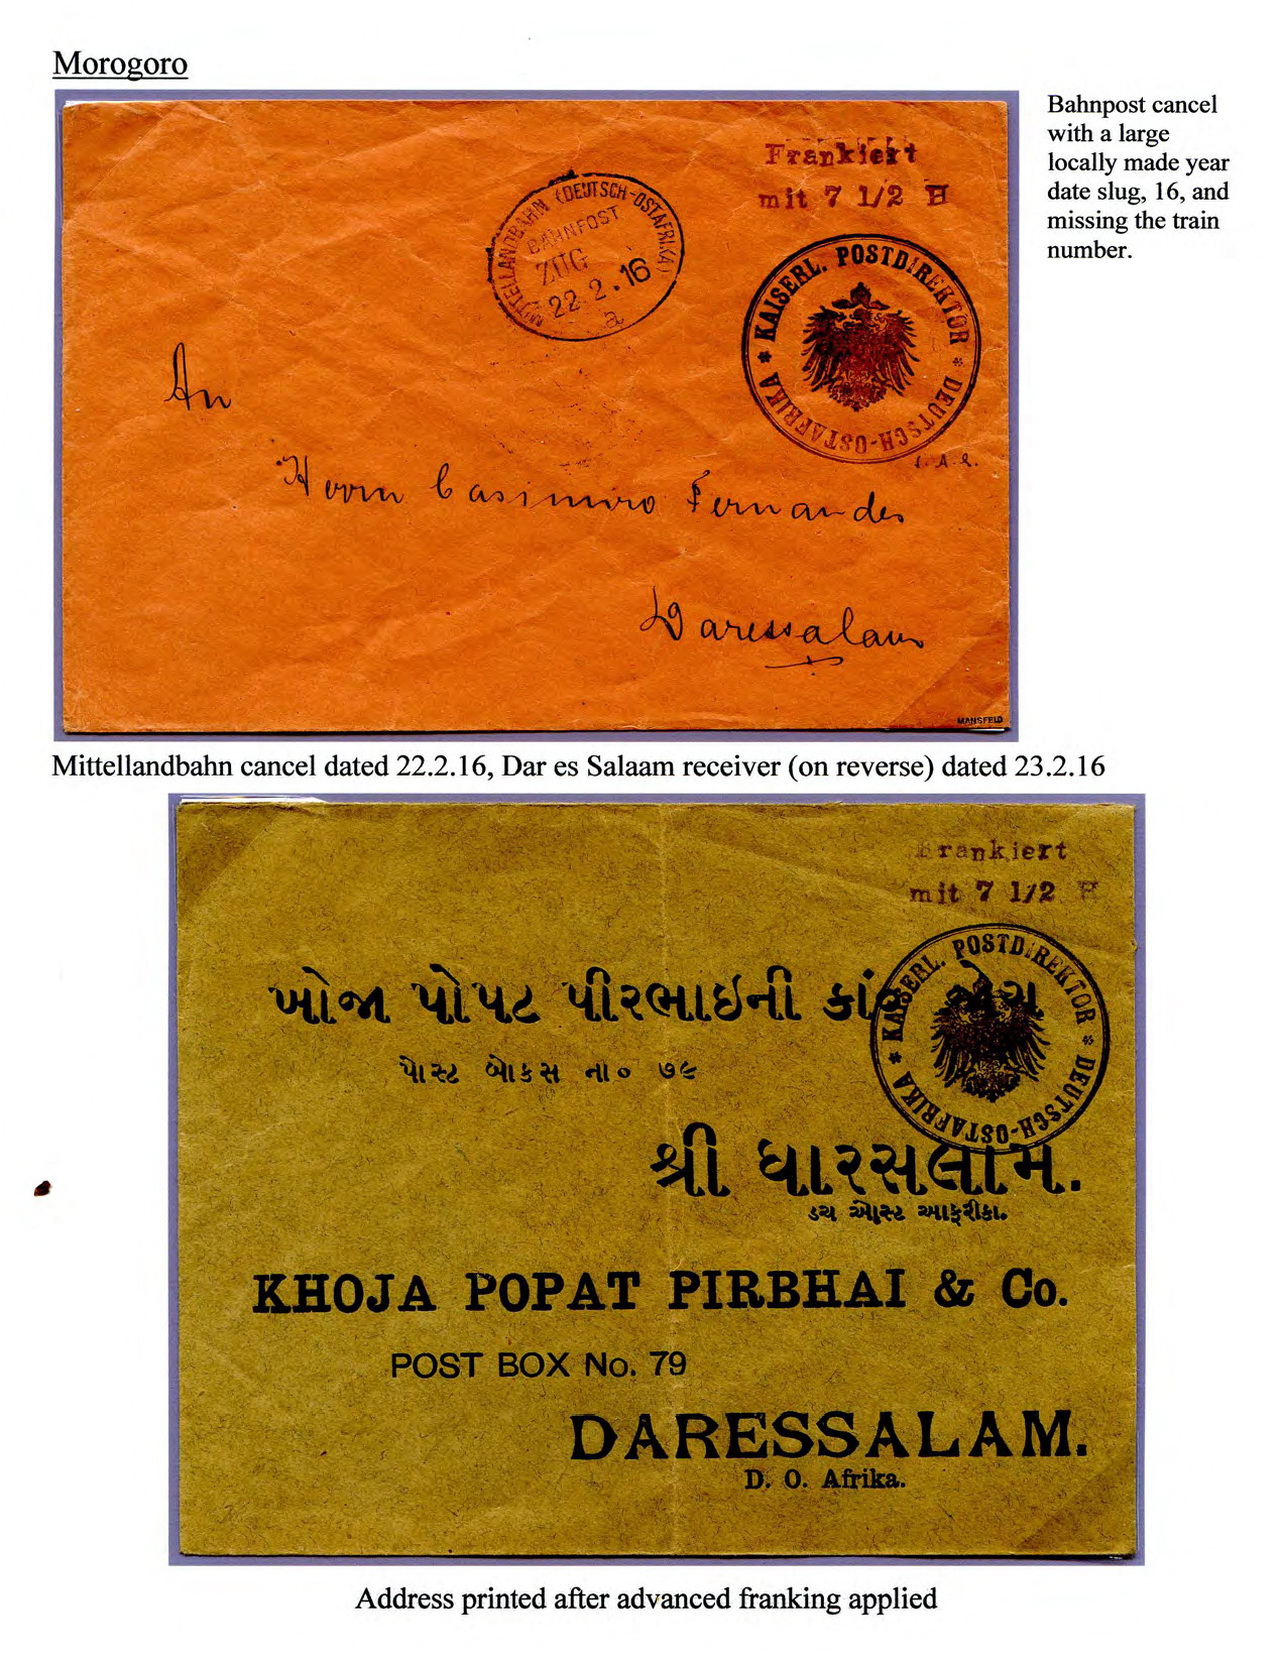 Morogoro
Frankiert
mit 7 1/2 H
MITTELLANDBAHN (DEUTSCH-OSTAFRIKA)
BAHNPOST
ZUG
22.2.16
a
* KAISERL. POSTDIREKTOR * DEUTSCH-OSTAFRIKA
I.A.
An
Herrn Casimiro Fernandes
Daressalam
MANSFELD
Bahnpost cancel
with a large
locally made year
date slug, 16, and
missing the train
number.
Mittellandbahn cancel dated 22.2.16, Dar es Salaam receiver (on reverse) dated 23.2.16
Frankiert
mit 7 1/2 H
* KAISERL. POSTDIREKTOR * DEUTSCH-OSTAFRIKA
ખોજા પોપટ પીરભાઇની
પોસ્ટ બોકસ ના૦ ૭૯
શ્રી ધારસલામ.
ડચ ઓસ્ટ આફરીકા.
KHOJA POPAT PIRBHAI & Co.
POST BOX No. 79
DARESSALAM.
D. O. Afrika.
Address printed after advanced franking applied